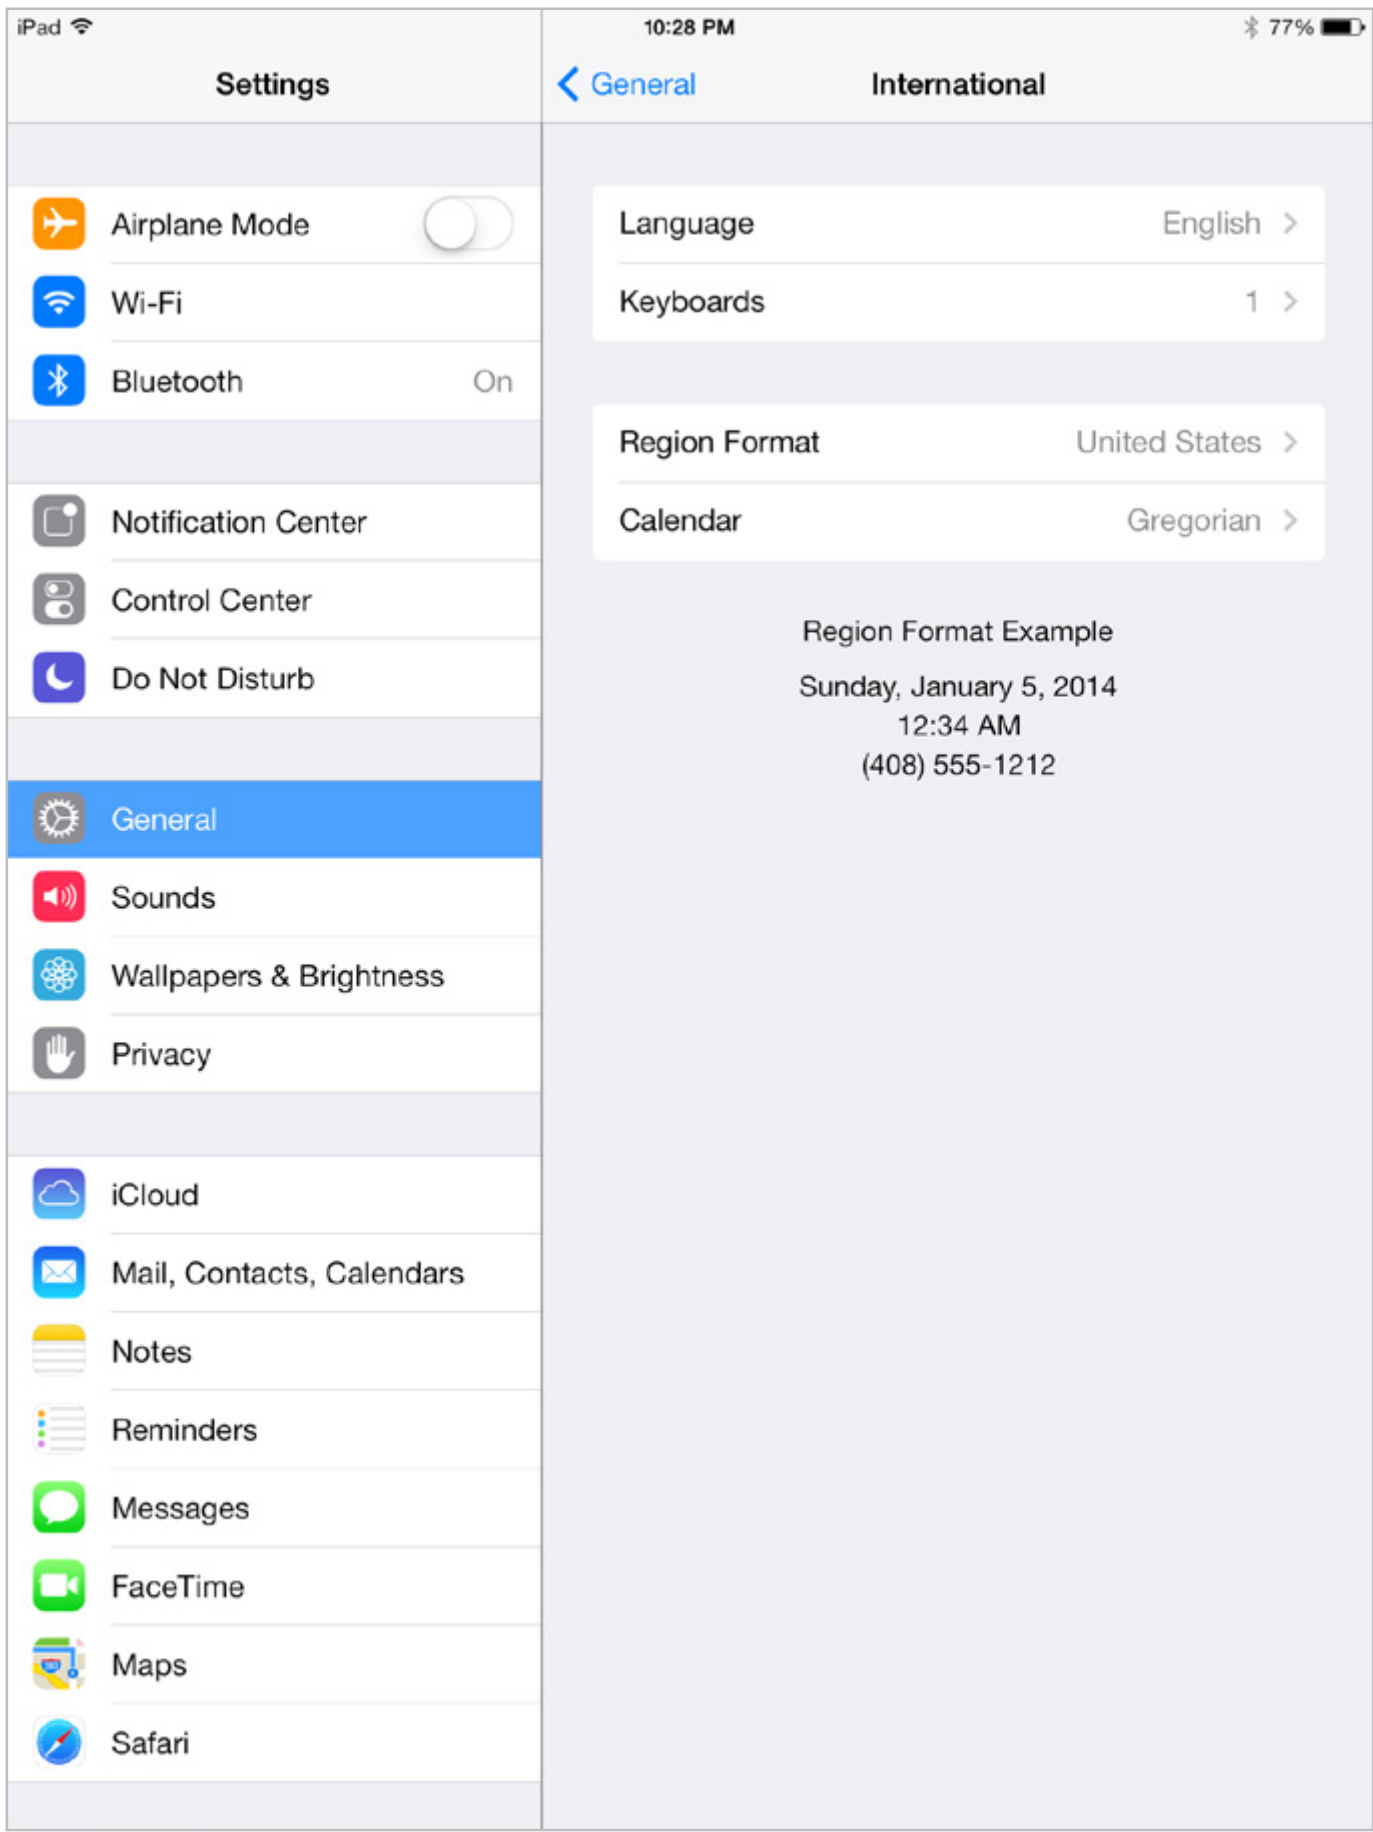 iPad
10:28 PM
77%
Settings
Airplane Mode
Wi-Fi
Bluetooth On
Notification Center
Control Center
Do Not Disturb
General
Sounds
Wallpapers & Brightness
Privacy
iCloud
Mail, Contacts, Calendars
Notes
Reminders
Messages
FaceTime
Maps
Safari
General
International
Language English
Keyboards 1
Region Format United States
Calendar Gregorian
Region Format Example
Sunday, January 5, 2014
12:34 AM
(408) 555-1212